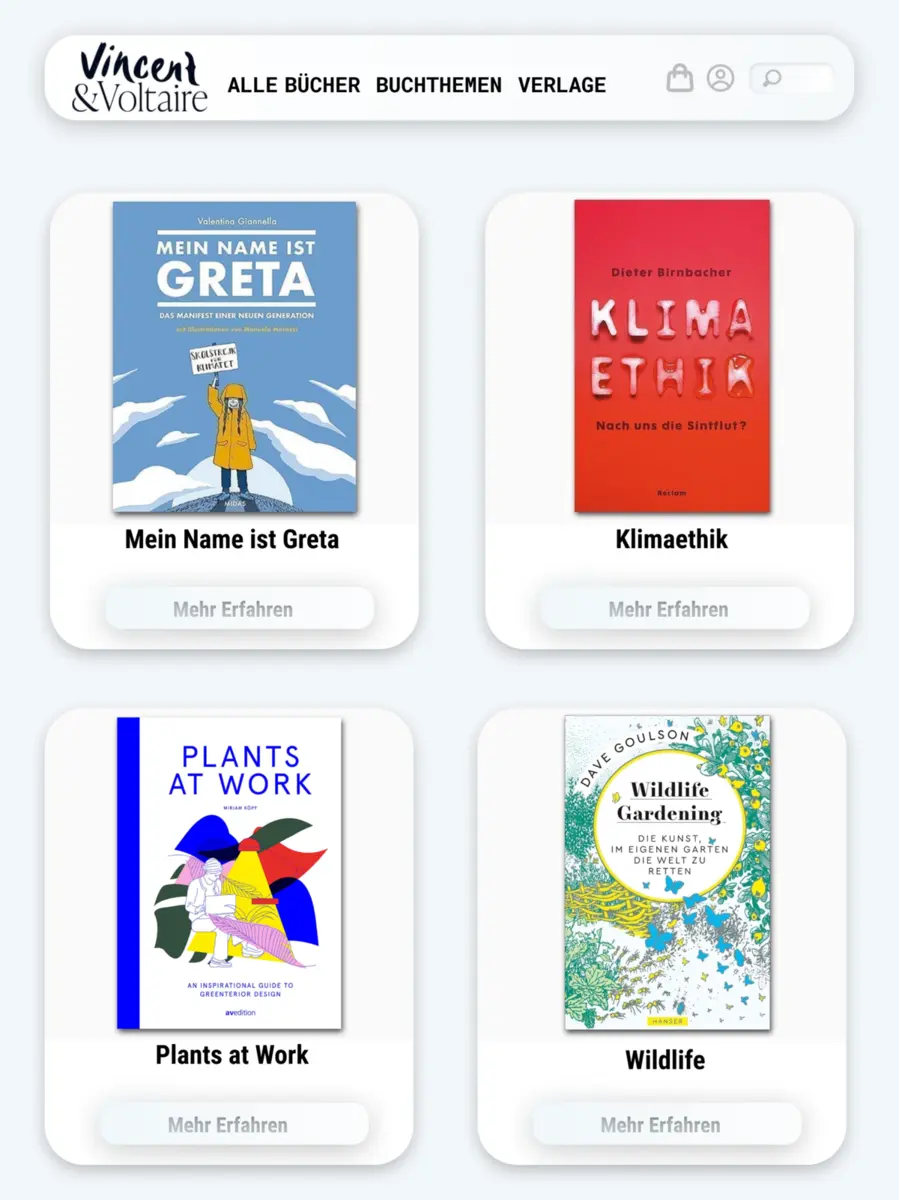 Vincent
&Voltaire
ALLE BÜCHER BUCHTHEMEN VERLAGE
Valentina Giannella
MEIN NAME IST
GRETA
DAS MANIFEST EINER NEUEN GENERATION
mit Illustrationen von Manuela Marazzi
SKOLSTREJK
FÖR
KLIMATET
MIDAS
Mein Name ist Greta
Mehr Erfahren
Dieter Birnbacher
KLIMA
ETHIK
Nach uns die Sintflut?
Reclam
Klimaethik
Mehr Erfahren
PLANTS
AT WORK
MIRIAM KÖPF
AN INSPIRATIONAL GUIDE TO
GREENTERIOR DESIGN
avedition
Plants at Work
Mehr Erfahren
DAVE GOULSON
Wildlife
Gardening
DIE KUNST,
IM EIGENEN GARTEN
DIE WELT ZU
RETTEN
HANSER
Wildlife
Mehr Erfahren